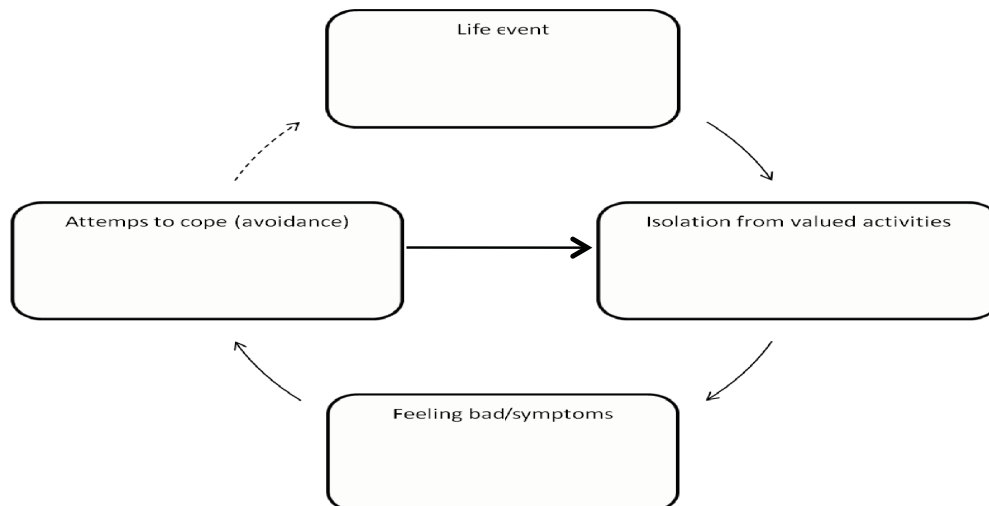 Life event
Attemps to cope (avoidance)
Isolation from valued activities
Feeling bad/symptoms